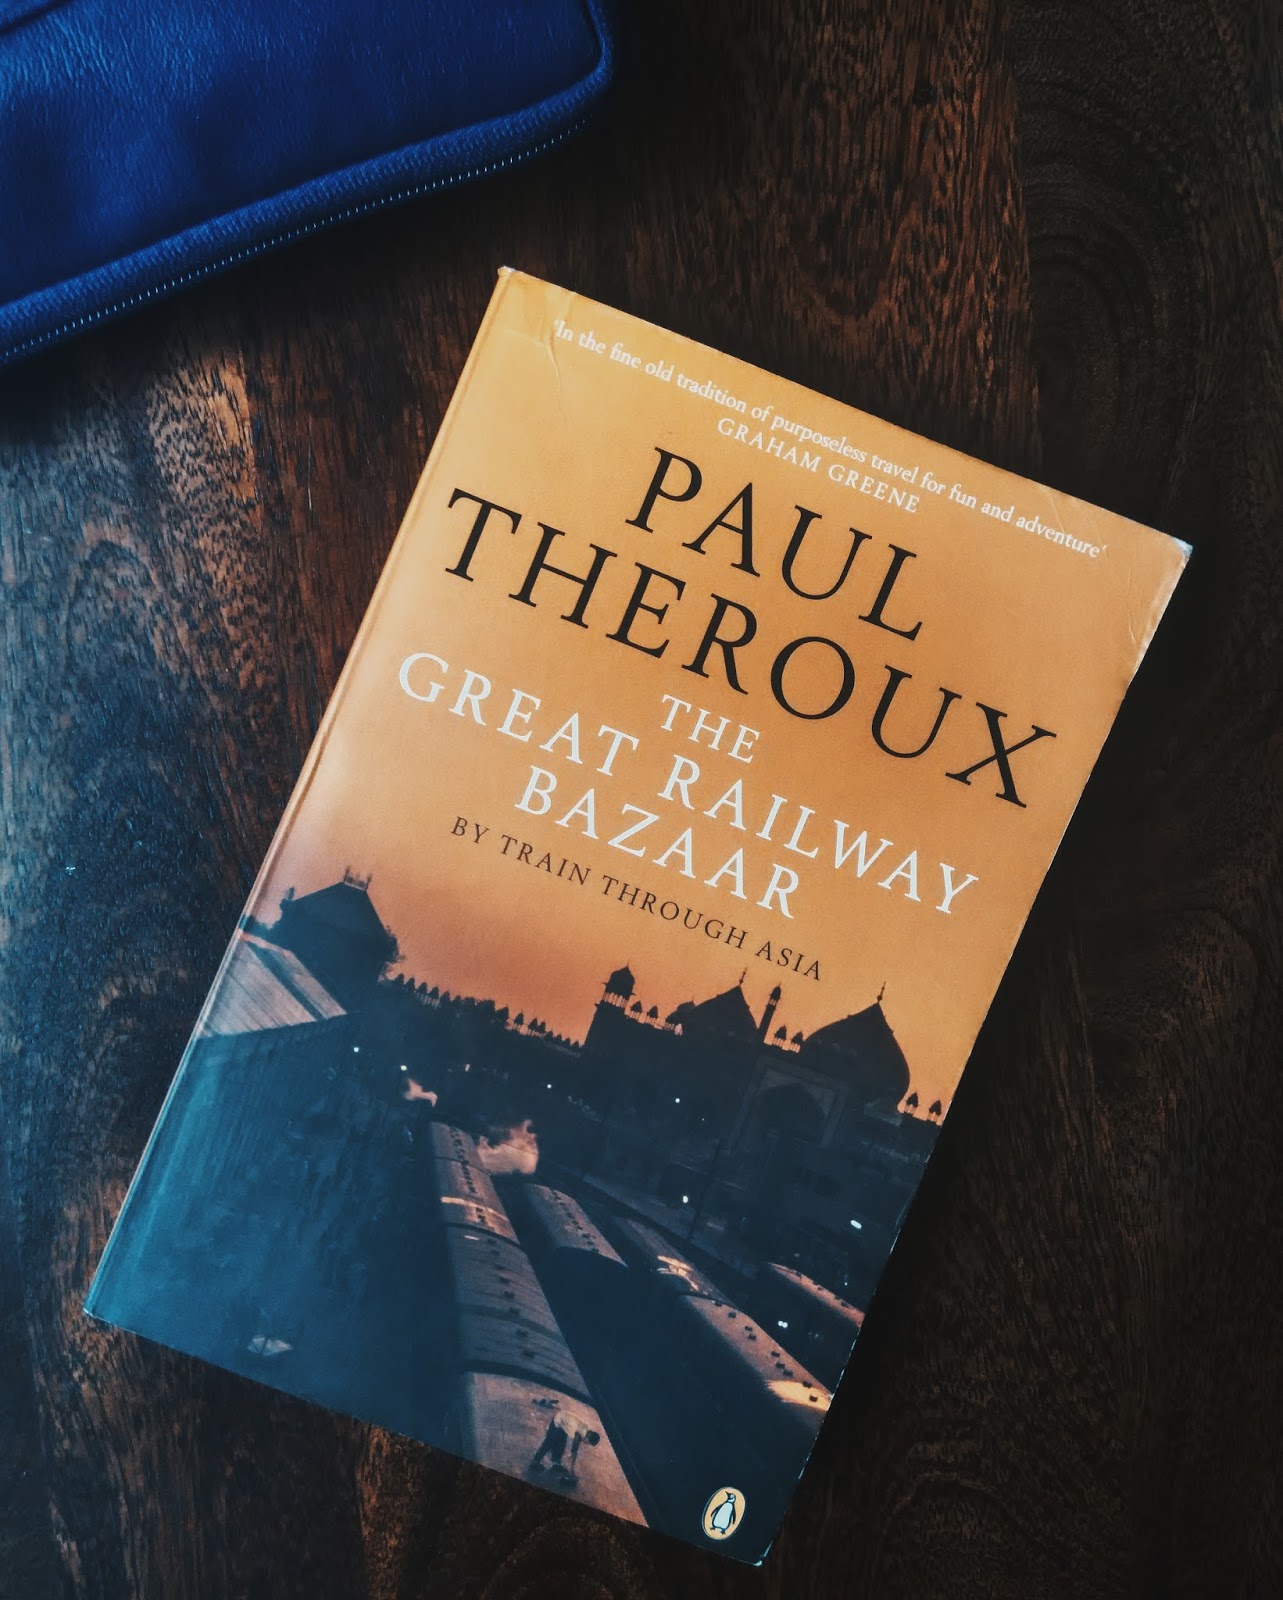 'In the fine old tradition of purposeless travel for fun and adventure'
GRAHAM GREENE
PAUL
THEROUX
THE
GREAT RAILWAY
BAZAAR
BY TRAIN THROUGH ASIA